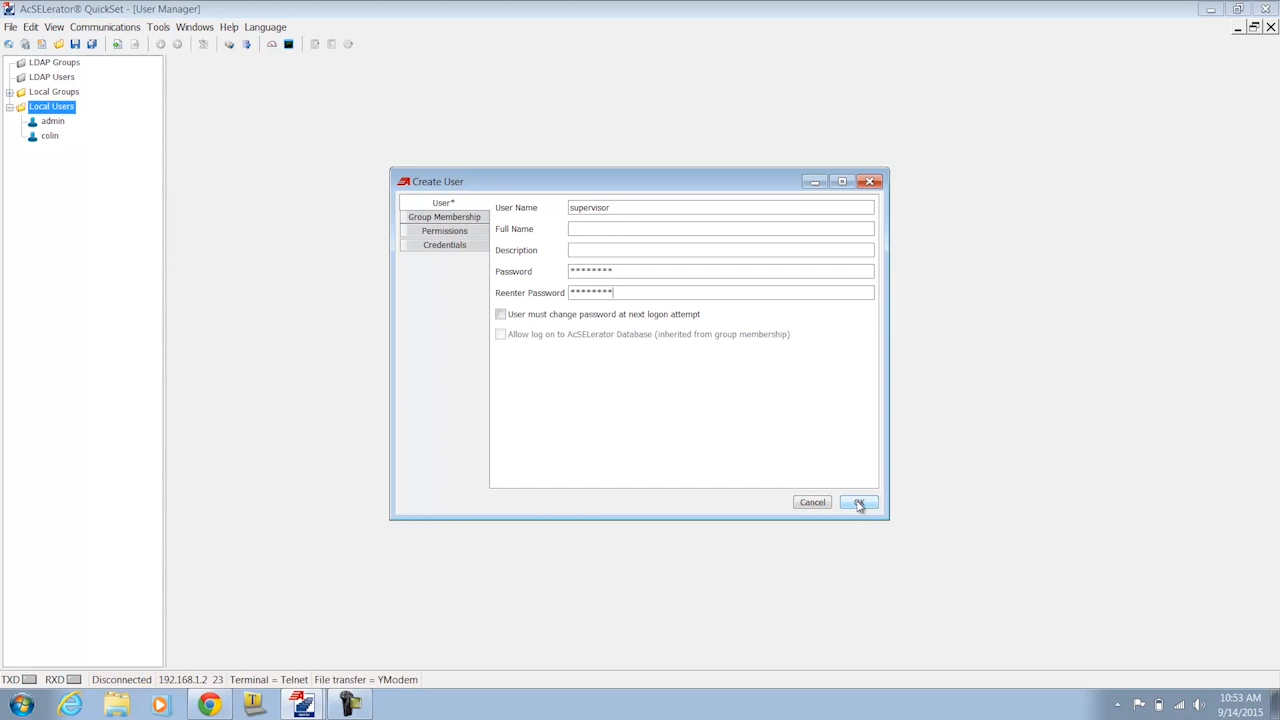 AcSELerator® QuickSet - [User Manager]
File Edit View Communications Tools Windows Help Language
LDAP Groups
LDAP Users
Local Groups
Local Users
admin
colin
Create User
User*
Group Membership
Permissions
Credentials
User Name supervisor
Full Name
Description
Password ********
Reenter Password ********
User must change password at next logon attempt
Allow log on to AcSELerator Database (inherited from group membership)
Cancel OK
TXD RXD Disconnected 192.168.1.2 23 Terminal = Telnet File transfer = YModem
10:53 AM
9/14/2015